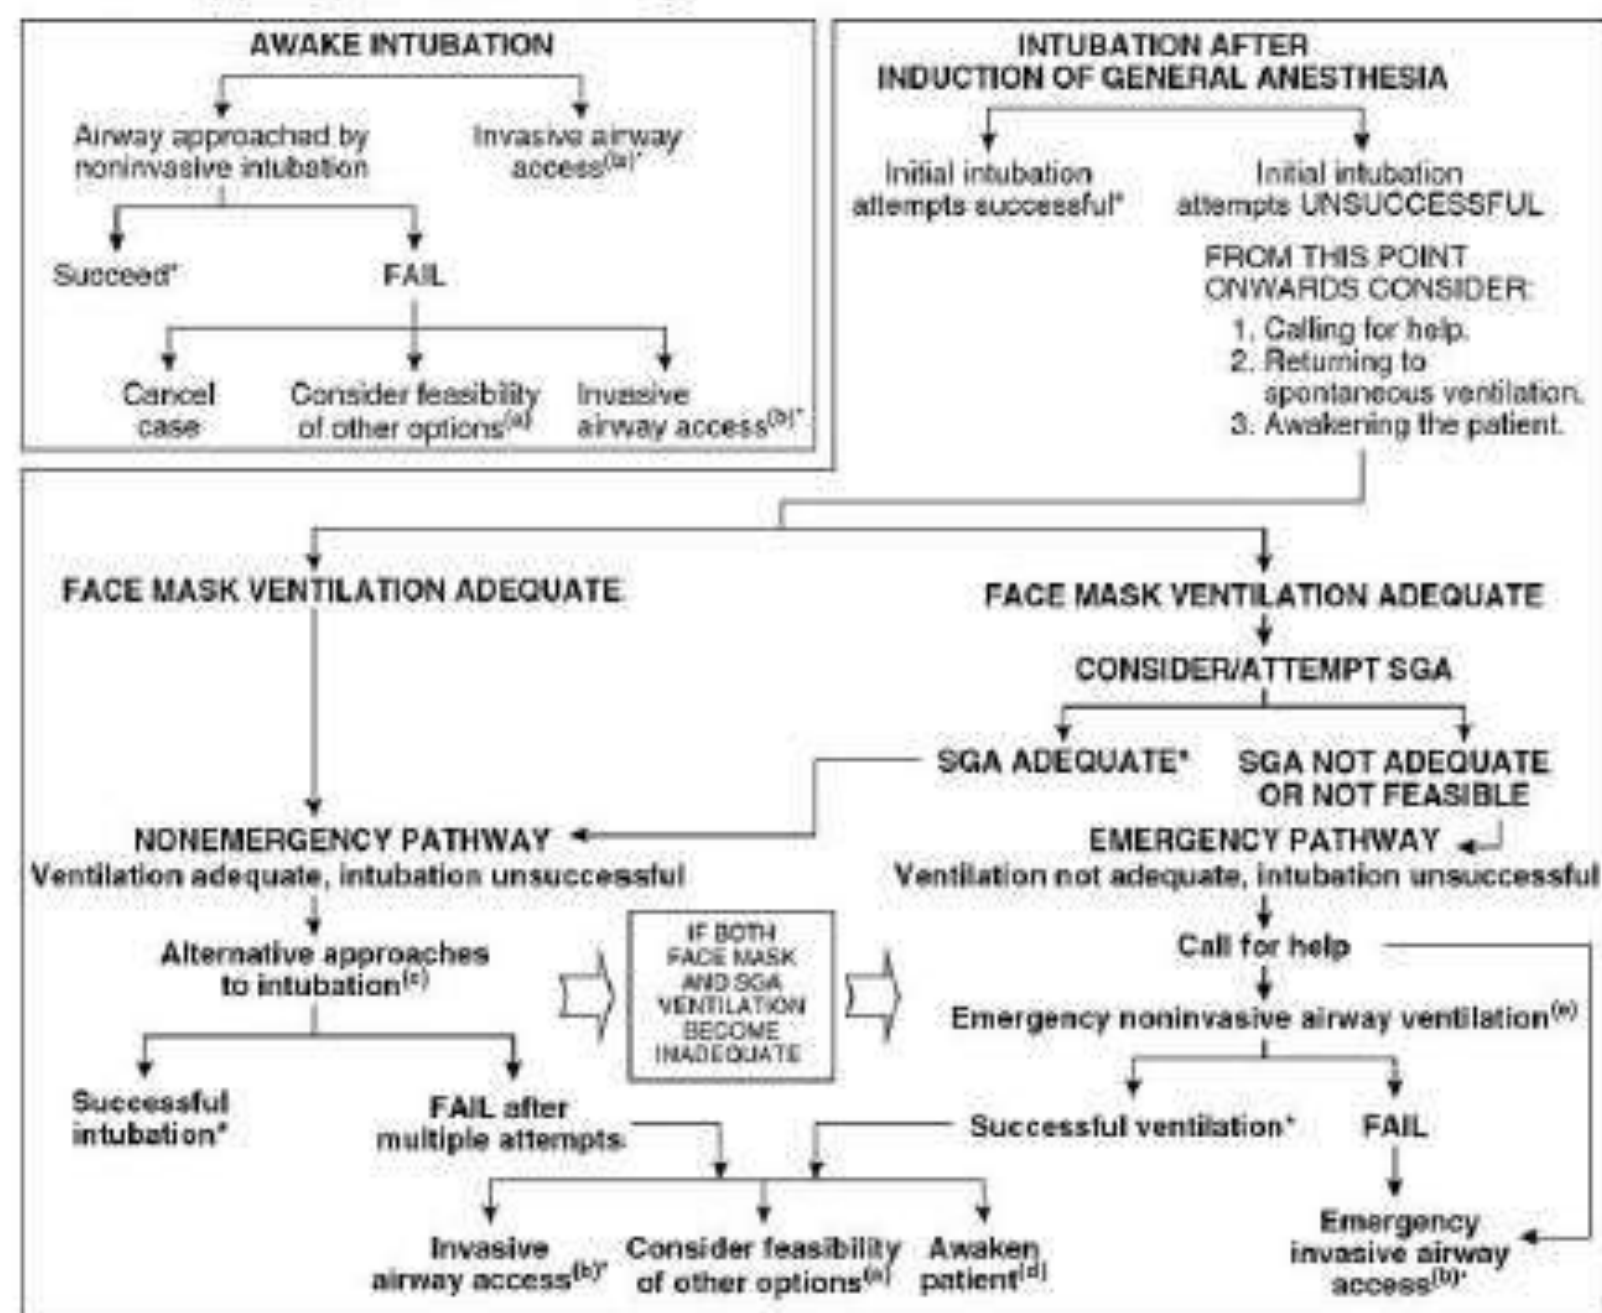 AWAKE INTUBATION
Airway approached by
noninvasive intubation
Invasive airway
access(b)*
Succeed*
FAIL
Cancel
case
Consider feasibility
of other options(a)
Invasive
airway access(b)*
INTUBATION AFTER
INDUCTION OF GENERAL ANESTHESIA
Initial intubation
attempts successful*
Initial intubation
attempts UNSUCCESSFUL
FROM THIS POINT
ONWARDS CONSIDER:
1. Calling for help.
2. Returning to
spontaneous ventilation.
3. Awakening the patient.
FACE MASK VENTILATION ADEQUATE
FACE MASK VENTILATION ADEQUATE
CONSIDER/ATTEMPT SGA
SGA ADEQUATE*
SGA NOT ADEQUATE
OR NOT FEASIBLE
NONEMERGENCY PATHWAY
Ventilation adequate, intubation unsuccessful
EMERGENCY PATHWAY
Ventilation not adequate, intubation unsuccessful
Alternative approaches
to intubation(c)
IF BOTH
FACE MASK
AND SGA
VENTILATION
BECOME
INADEQUATE
Call for help
Emergency noninvasive airway ventilation(e)
Successful
intubation*
FAIL after
multiple attempts
Successful ventilation*
FAIL
Invasive
airway access(b)*
Consider feasibility
of other options(a)
Awaken
patient(d)
Emergency
invasive airway
access(b)*